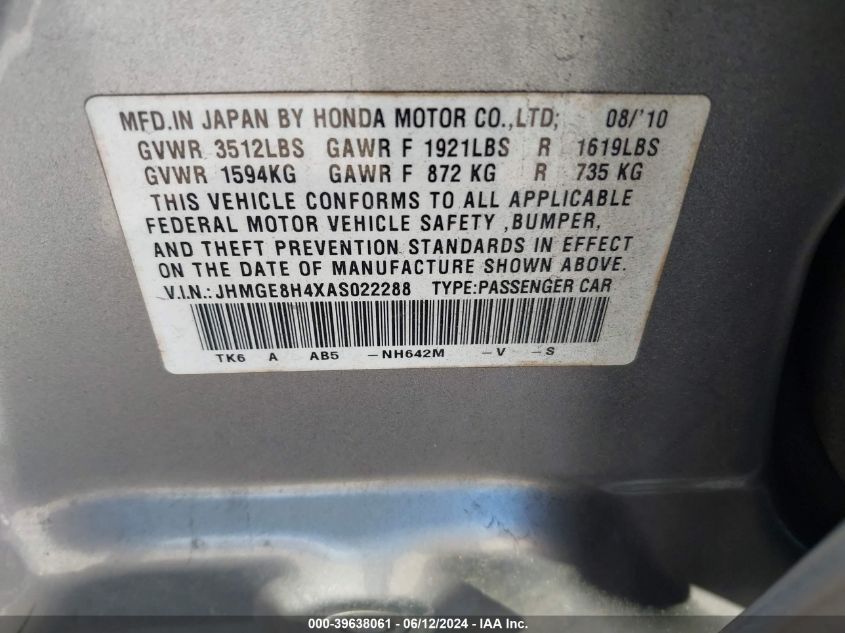 MFD.IN JAPAN BY HONDA MOTOR CO.,LTD; 08/'10
GVWR 3512LBS GAWR F 1921LBS R 1619LBS
GVWR 1594KG GAWR F 872 KG R 735 KG
THIS VEHICLE CONFORMS TO ALL APPLICABLE
FEDERAL MOTOR VEHICLE SAFETY ,BUMPER,
AND THEFT PREVENTION STANDARDS IN EFFECT
ON THE DATE OF MANUFACTURE SHOWN ABOVE.
V.I.N.: JHMGE8H4XAS022288 TYPE:PASSENGER CAR
TK6 A AB5 -NH642M -V -S
000-39638061 - 06/12/2024 - IAAI, Inc.